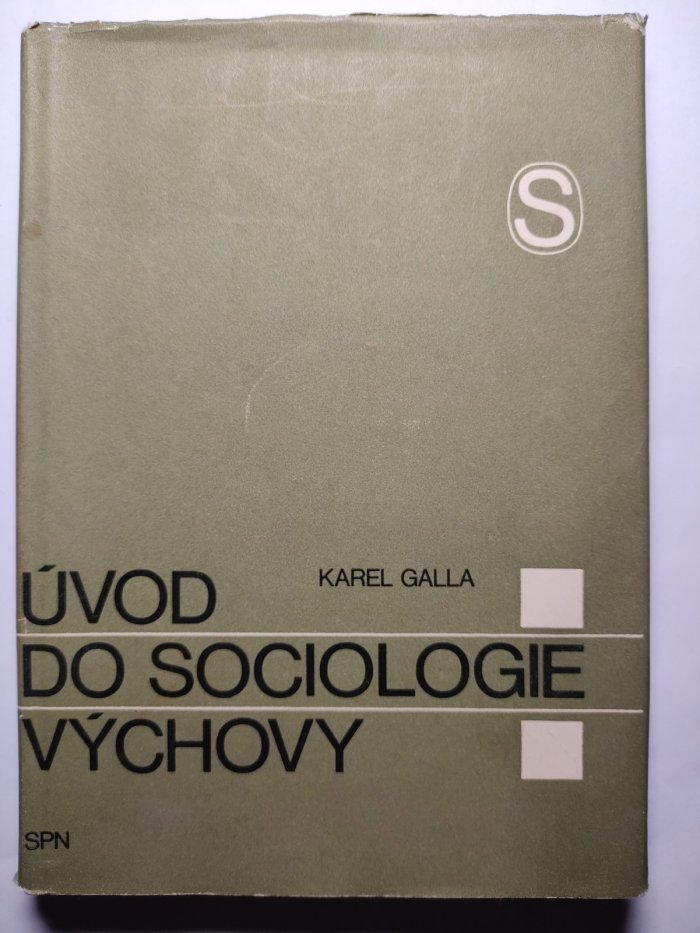 S
KAREL GALLA
ÚVOD
DO SOCIOLOGIE
VÝCHOVY
SPN